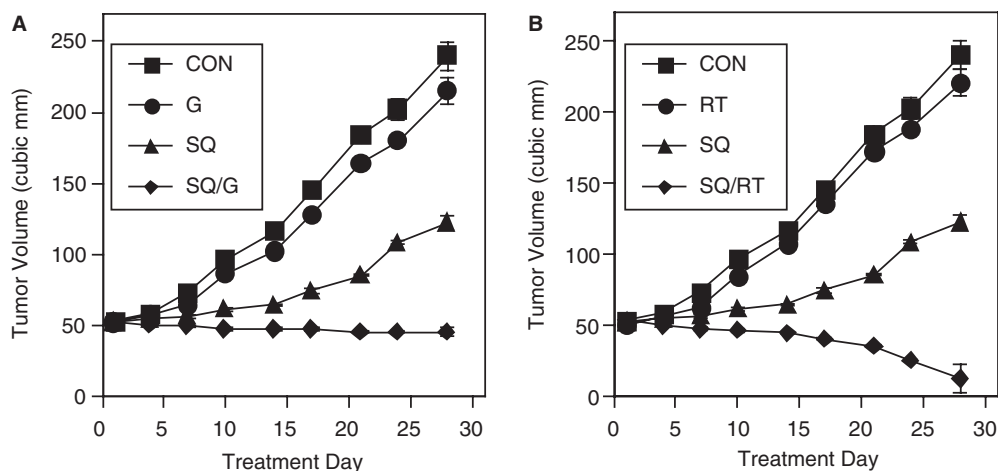 A
Tumor Volume (cubic mm)
250
200
150
100
50
0
CON
G
SQ
SQ/G
0 5 10 15 20 25 30
Treatment Day
B
Tumor Volume (cubic mm)
250
200
150
100
50
0
CON
RT
SQ
SQ/RT
0 5 10 15 20 25 30
Treatment Day